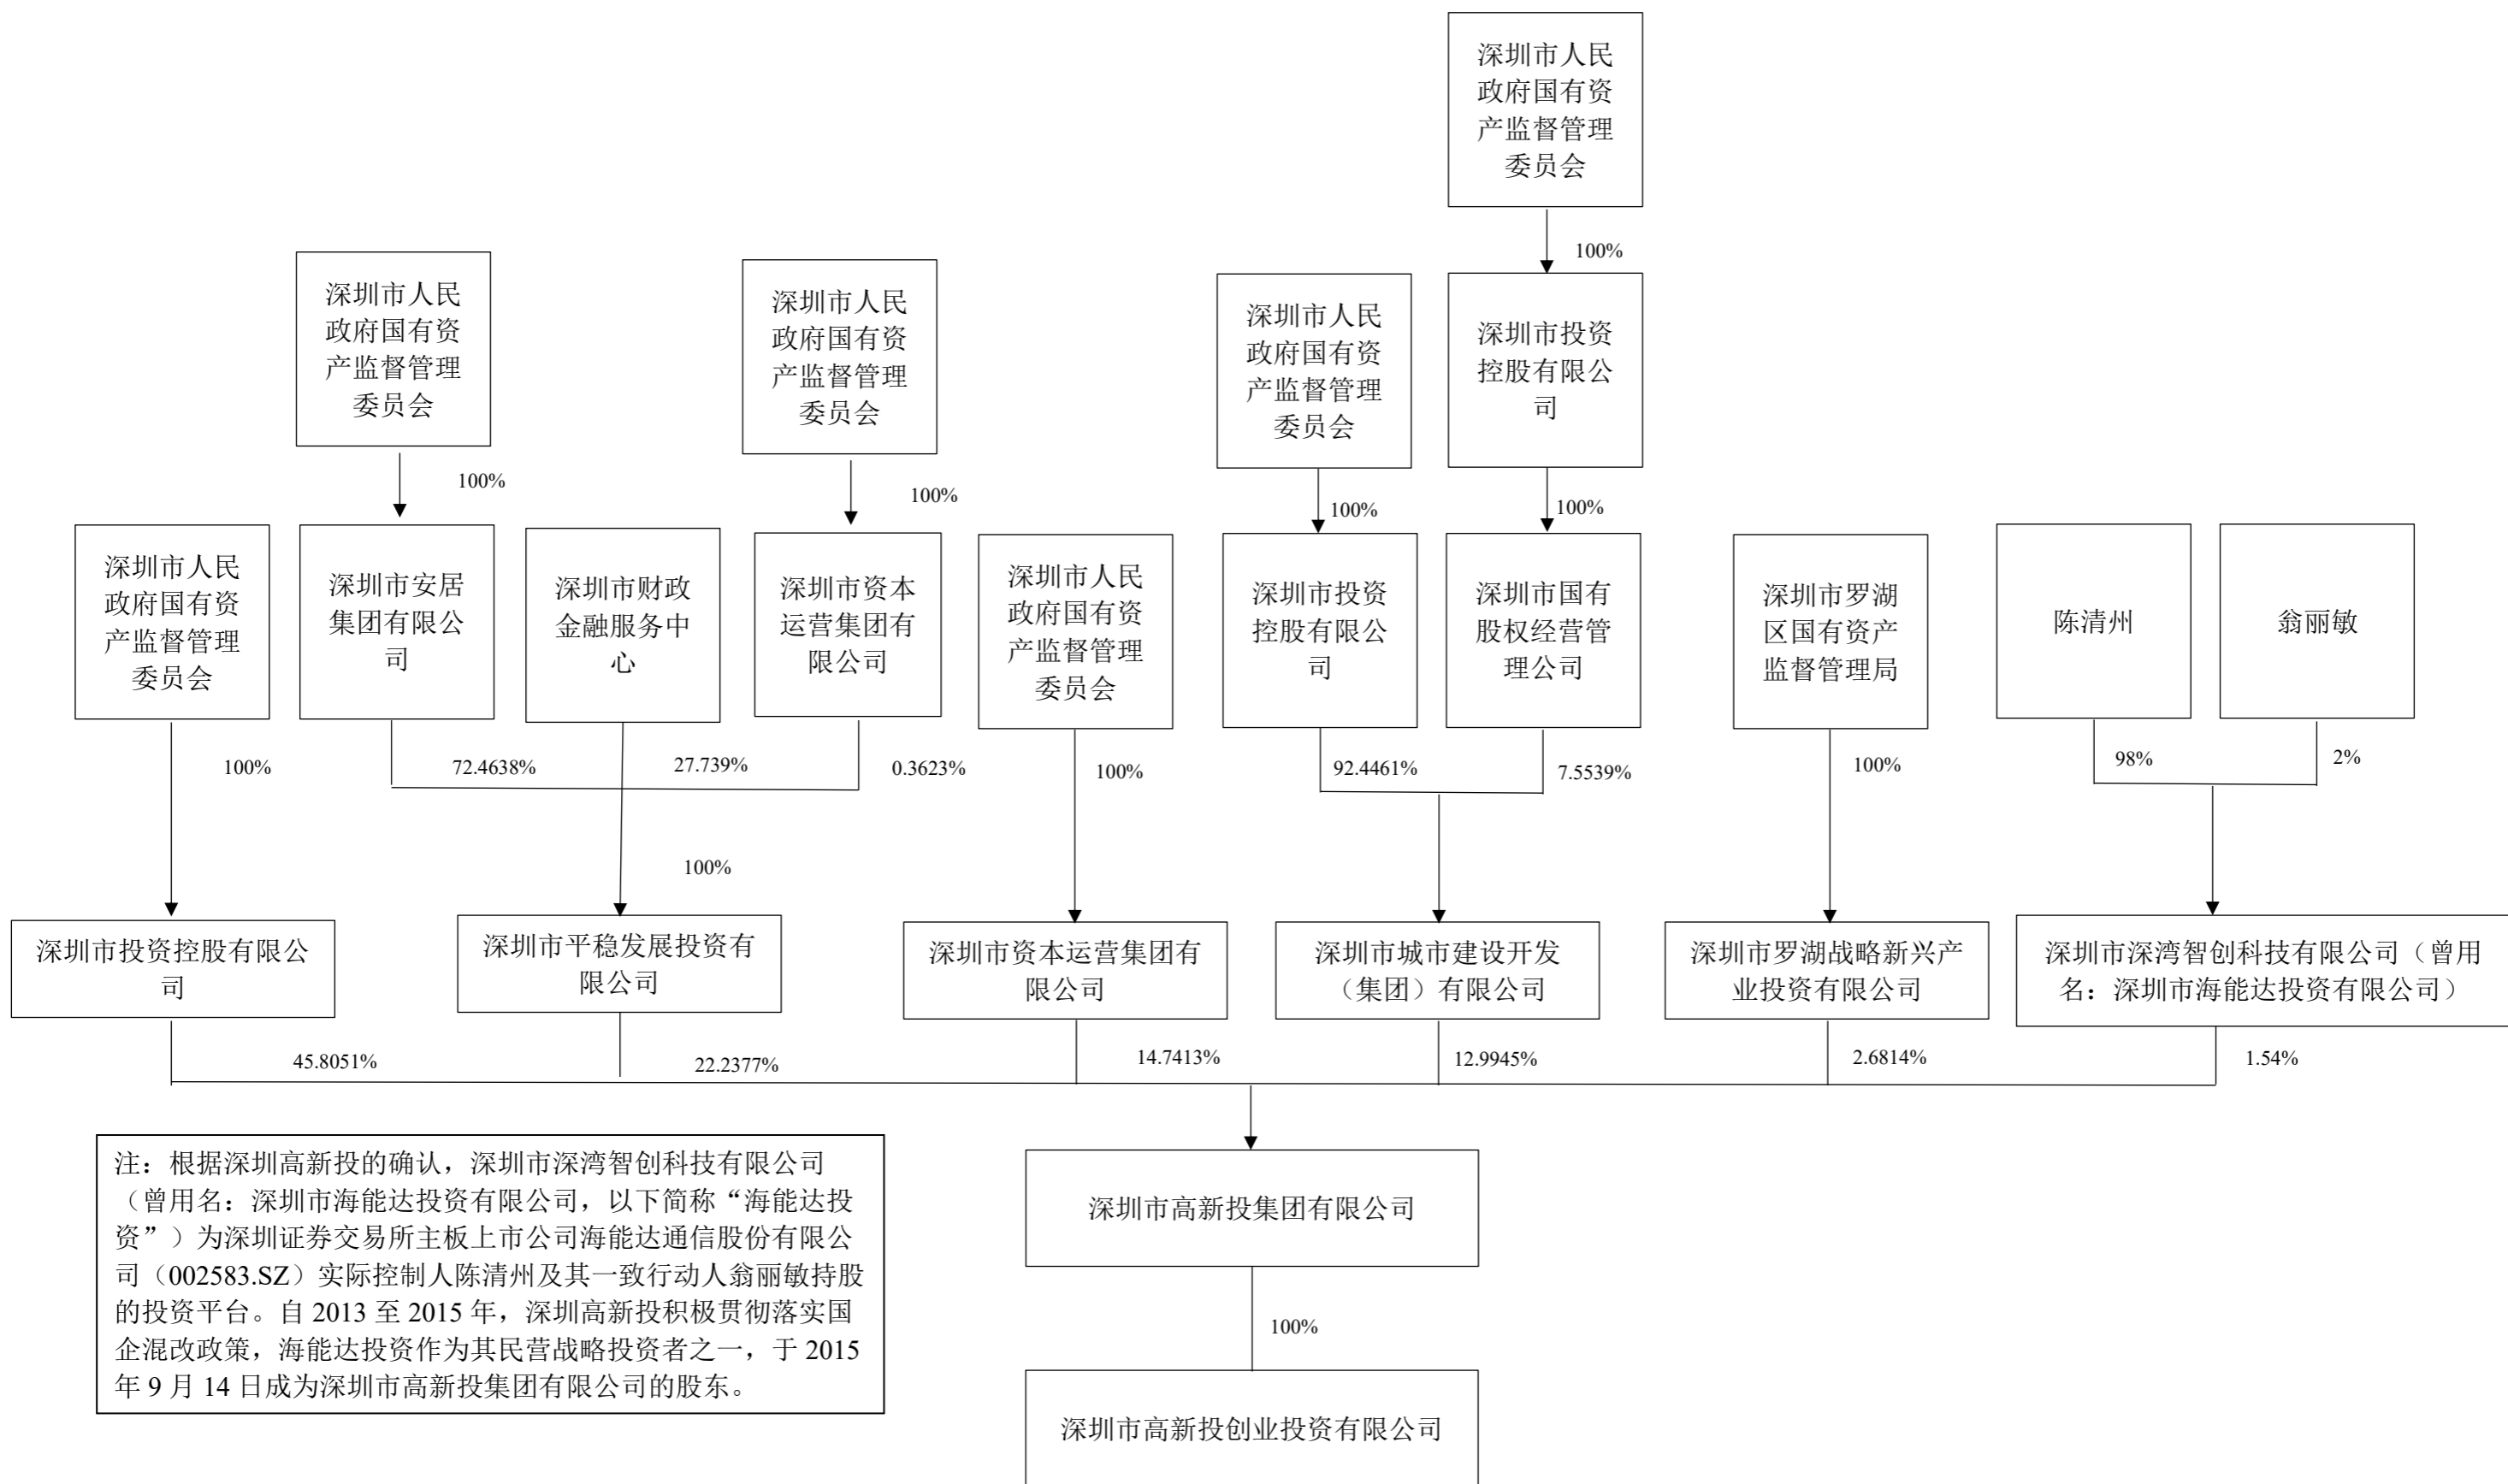 深圳市人民
政府国有资
产监督管理
委员会
100%
深圳市人民
政府国有资
产监督管理
委员会
100%
深圳市人民
政府国有资
产监督管理
委员会
100%
深圳市人民
政府国有资
产监督管理
委员会
100%
深圳市投资
控股有限公
司
100%
深圳市人民
政府国有资
产监督管理
委员会
深圳市安居
集团有限公
司
深圳市财政
金融服务中
心
深圳市资本
运营集团有
限公司
深圳市人民
政府国有资
产监督管理
委员会
深圳市投资
控股有限公
司
深圳市国有
股权经营管
理公司
深圳市罗湖
区国有资产
监督管理局
陈清州
翁丽敏
100%
72.4638%
27.739%
0.3623%
100%
92.4461%
7.5539%
100%
98%
2%
100%
深圳市投资控股有限公
司
深圳市平稳发展投资有
限公司
深圳市资本运营集团有
限公司
深圳市城市建设开发
（集团）有限公司
深圳市罗湖战略新兴产
业投资有限公司
深圳市深湾智创科技有限公司（曾用
名：深圳市海能达投资有限公司）
45.8051%
22.2377%
14.7413%
12.9945%
2.6814%
1.54%
注：根据深圳高新投的确认，深圳市深湾智创科技有限公司
（曾用名：深圳市海能达投资有限公司，以下简称“海能达投
资”）为深圳证券交易所主板上市公司海能达通信股份有限公
司（002583.SZ）实际控制人陈清州及其一致行动人翁丽敏持股
的投资平台。自 2013 至 2015 年，深圳高新投积极贯彻落实国
企混改政策，海能达投资作为其民营战略投资者之一，于 2015
年 9 月 14 日成为深圳市高新投集团有限公司的股东。
深圳市高新投集团有限公司
100%
深圳市高新投创业投资有限公司